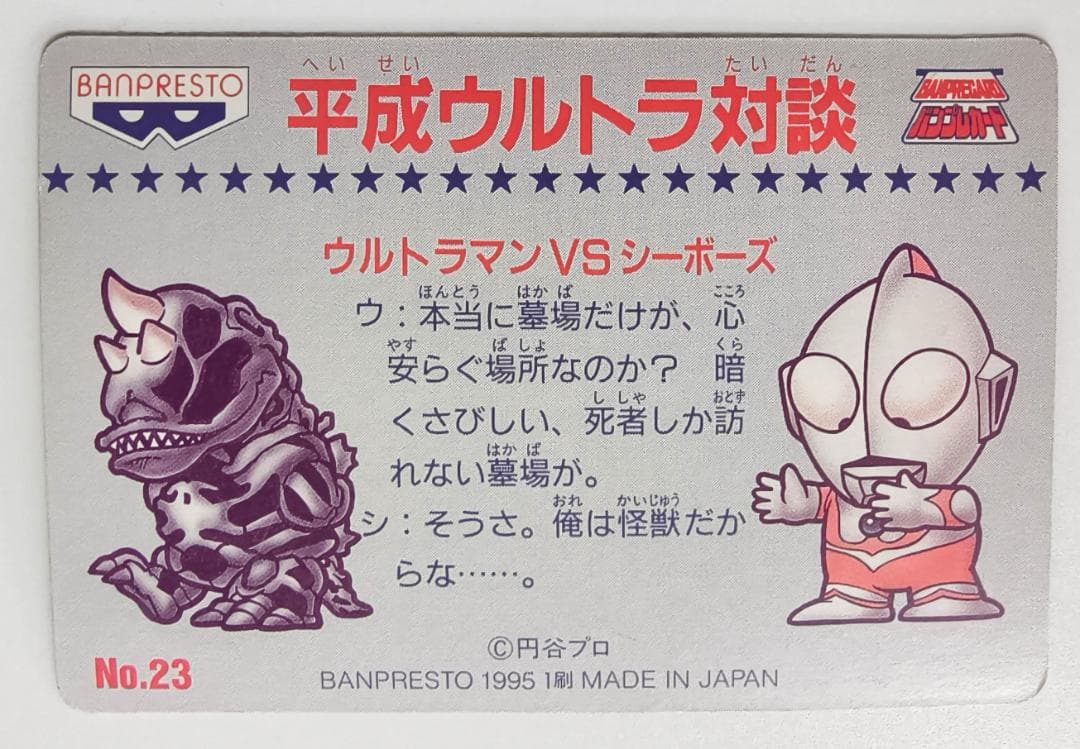 BANPRESTO
へい せい たい だん
平成ウルトラ対談
BANPRECARD
バンプレカード
ウルトラマンVSシーボーズ
ほんとう はか ば こころ
ウ：本当に墓場だけが、心
やす ば しょ くら
安らぐ場所なのか？ 暗
し しゃ おとず
くさびしい、死者しか訪
はか ば
れない墓場が。
おれ かいじゅう
シ：そうさ。俺は怪獣だか
らな……。
©円谷プロ
No.23
BANPRESTO 1995 1刷 MADE IN JAPAN